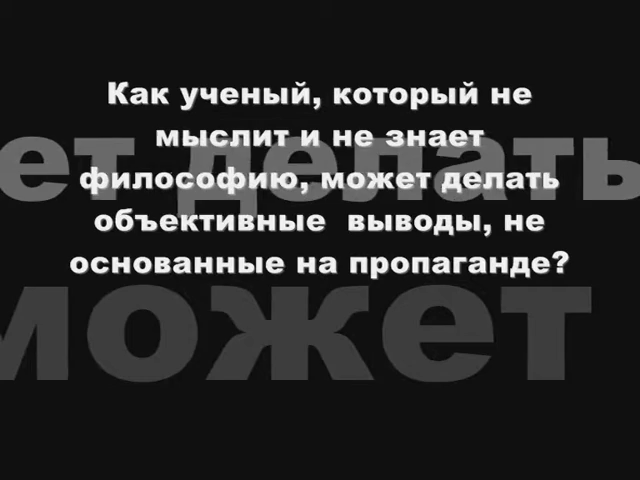 Как ученый, который не
мыслит и не знает
философию, может делать
объективные  выводы, не
основанные на пропаганде?
ет делать
может